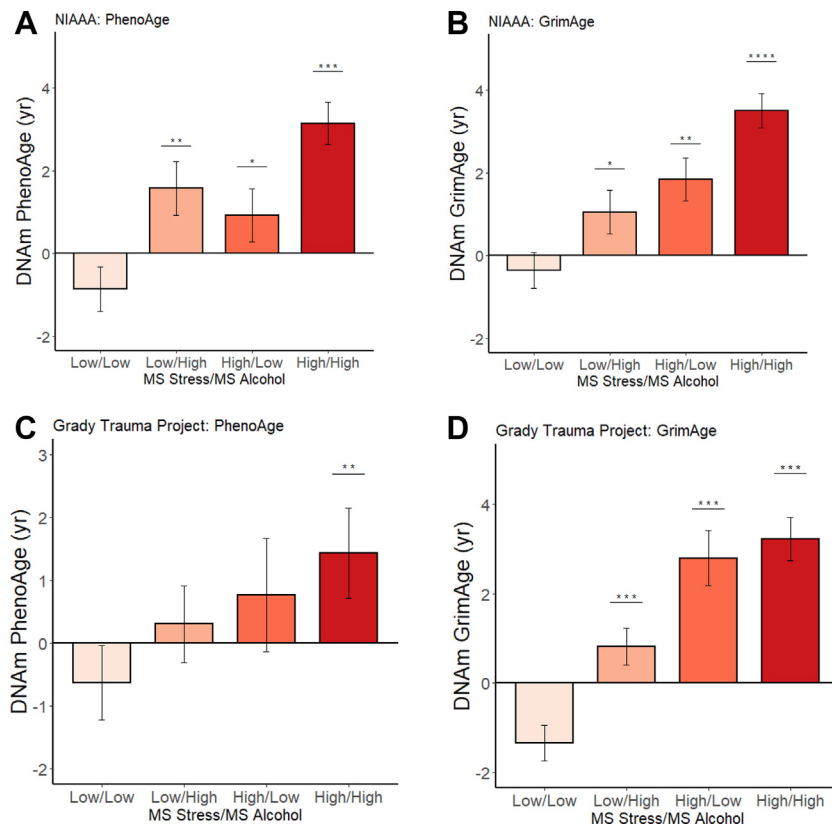 A
NIAAA: PhenoAge
DNAm PhenoAge (yr)
4
2
0
-2
**
*
***
Low/Low Low/High High/Low High/High
MS Stress/MS Alcohol
B
NIAAA: GrimAge
DNAm GrimAge (yr)
4
2
0
-2
*
**
****
Low/Low Low/High High/Low High/High
MS Stress/MS Alcohol
C
Grady Trauma Project: PhenoAge
DNAm PhenoAge (yr)
3
2
1
0
-1
-2
**
Low/Low Low/High High/Low High/High
MS Stress/MS Alcohol
D
Grady Trauma Project: GrimAge
DNAm GrimAge (yr)
4
2
0
-2
***
***
***
Low/Low Low/High High/Low High/High
MS Stress/MS Alcohol